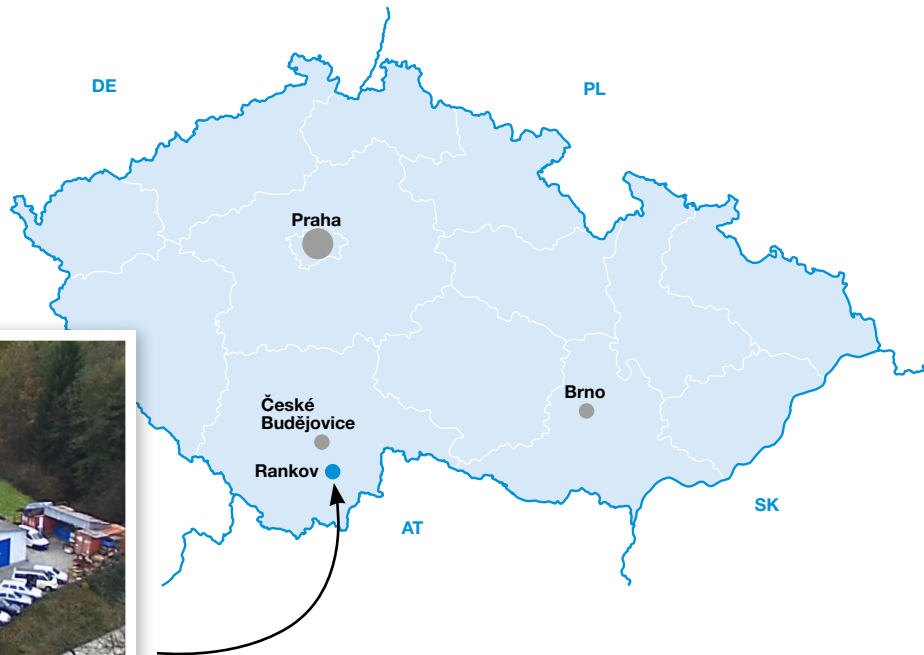 DE
PL
Praha
Brno
České
Budějovice
Rankov
SK
AT